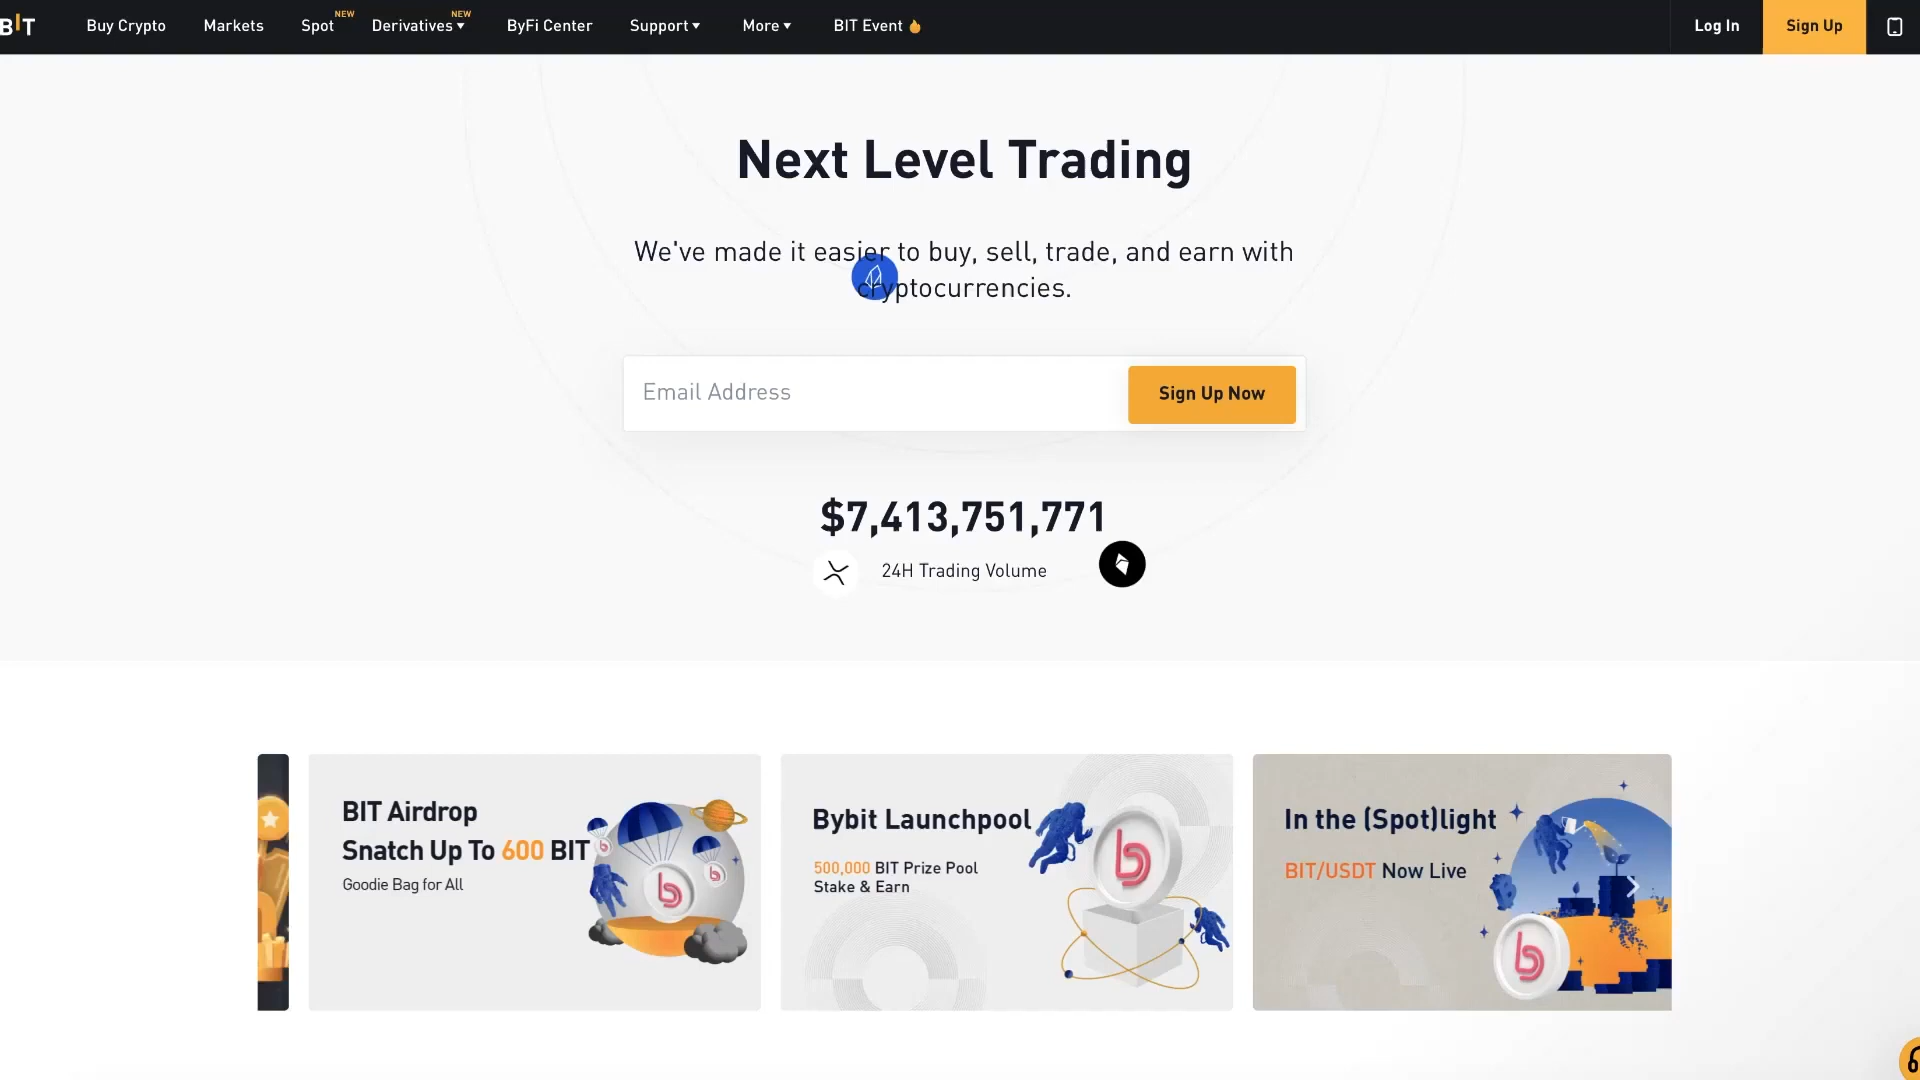 BIT
Buy Crypto
Markets
Spot NEW
Derivatives NEW
ByFi Center
Support
More
BIT Event
Log In
Sign Up
Next Level Trading
We've made it easier to buy, sell, trade, and earn with
cryptocurrencies.
Email Address
Sign Up Now
$7,413,751,771
24H Trading Volume
BIT Airdrop
Snatch Up To 600 BIT
Goodie Bag for All
Bybit Launchpool
500,000 BIT Prize Pool
Stake & Earn
In the (Spot)light
BIT/USDT Now Live